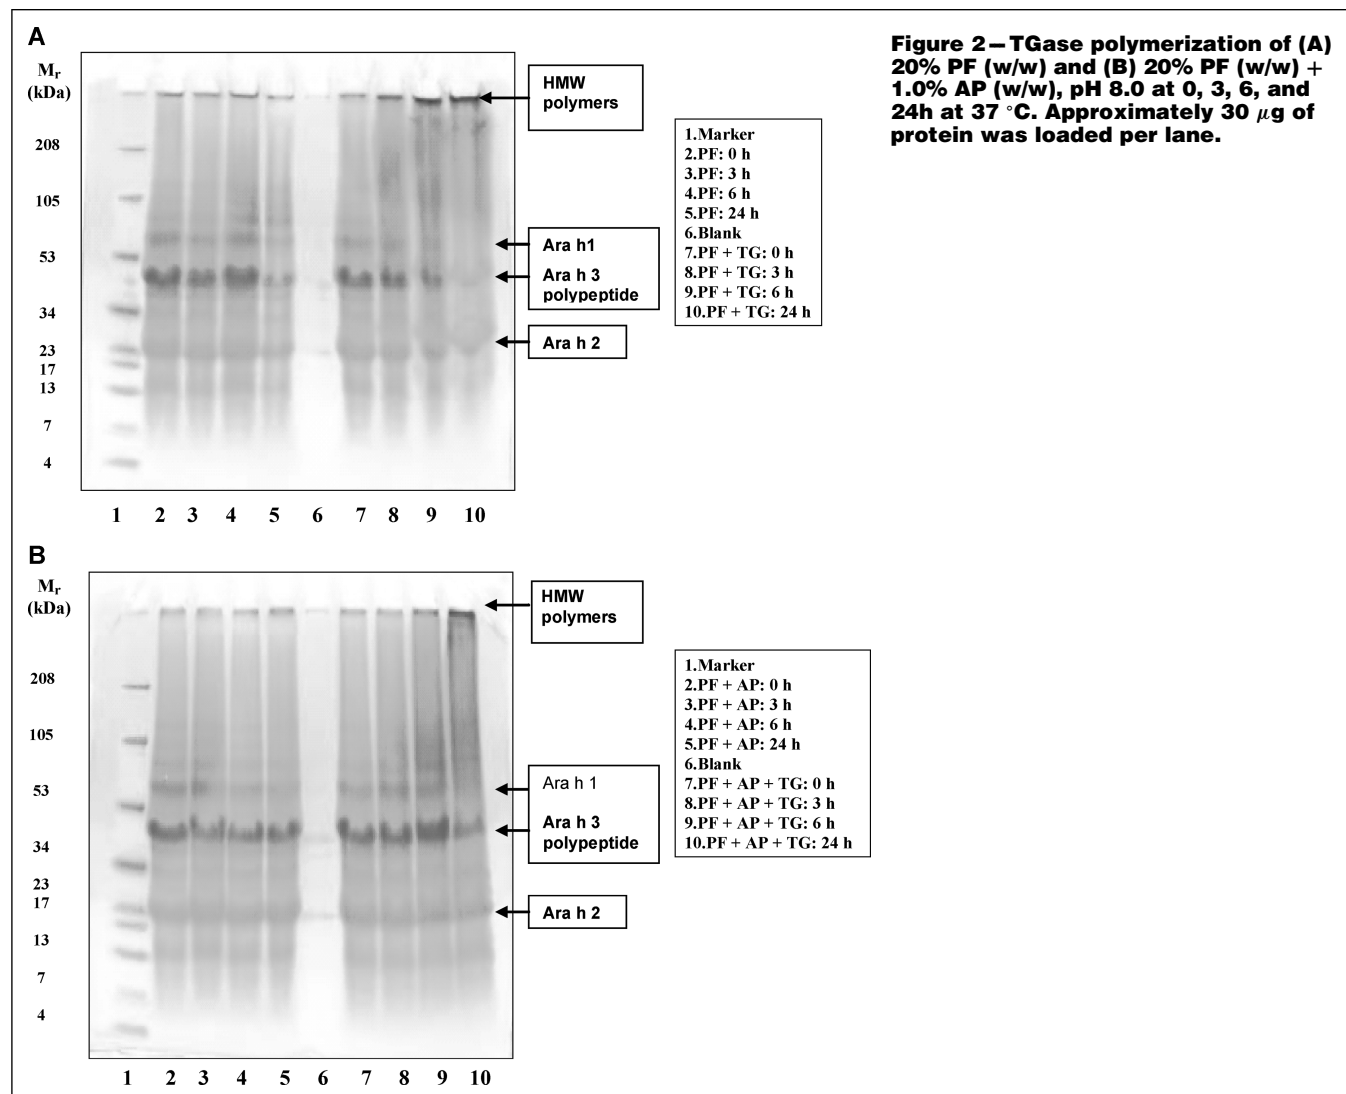 A
M_r
(kDa)
208
105
53
34
23
17
13
7
4
HMW
polymers
Ara h1
Ara h 3
polypeptide
Ara h 2
1 2 3 4 5 6 7 8 9 10
1.Marker
2.PF: 0 h
3.PF: 3 h
4.PF: 6 h
5.PF: 24 h
6.Blank
7.PF + TG: 0 h
8.PF + TG: 3 h
9.PF + TG: 6 h
10.PF + TG: 24 h
Figure 2—TGase polymerization of (A)
20% PF (w/w) and (B) 20% PF (w/w) +
1.0% AP (w/w), pH 8.0 at 0, 3, 6, and
24h at 37 °C. Approximately 30 μg of
protein was loaded per lane.
B
M_r
(kDa)
208
105
53
34
23
17
13
7
4
HMW
polymers
Ara h 1
Ara h 3
polypeptide
Ara h 2
1 2 3 4 5 6 7 8 9 10
1.Marker
2.PF + AP: 0 h
3.PF + AP: 3 h
4.PF + AP: 6 h
5.PF + AP: 24 h
6.Blank
7.PF + AP + TG: 0 h
8.PF + AP + TG: 3 h
9.PF + AP + TG: 6 h
10.PF + AP + TG: 24 h